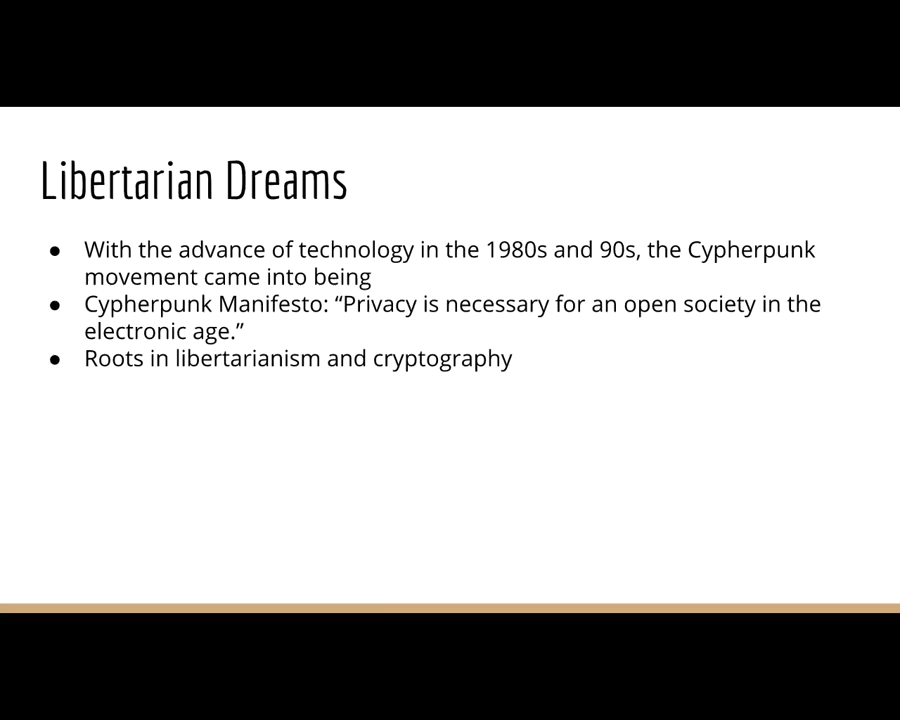 Libertarian Dreams
● With the advance of technology in the 1980s and 90s, the Cypherpunk
movement came into being
● Cypherpunk Manifesto: “Privacy is necessary for an open society in the
electronic age.”
● Roots in libertarianism and cryptography